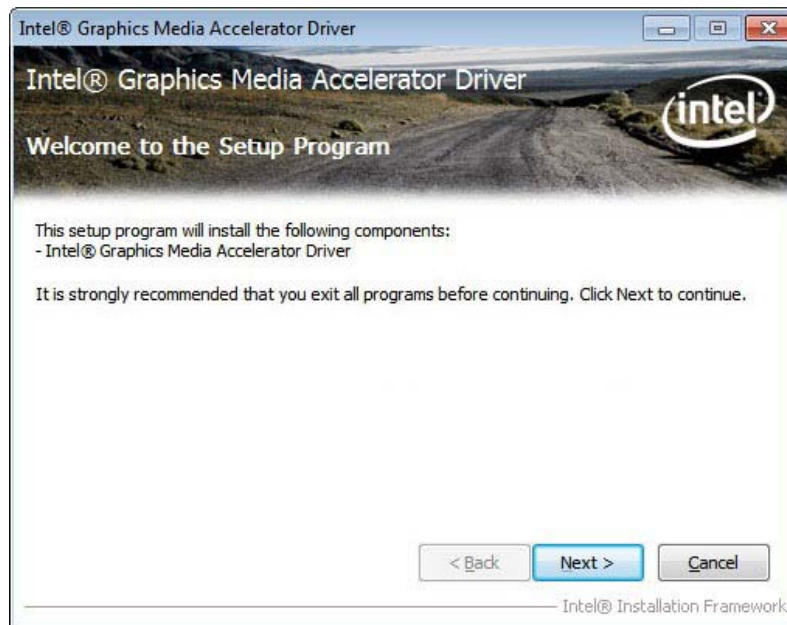 Intel® Graphics Media Accelerator Driver
Intel® Graphics Media Accelerator Driver
intel
Welcome to the Setup Program
This setup program will install the following components:
- Intel® Graphics Media Accelerator Driver
It is strongly recommended that you exit all programs before continuing. Click Next to continue.
< Back
Next >
Cancel
Intel® Installation Framework